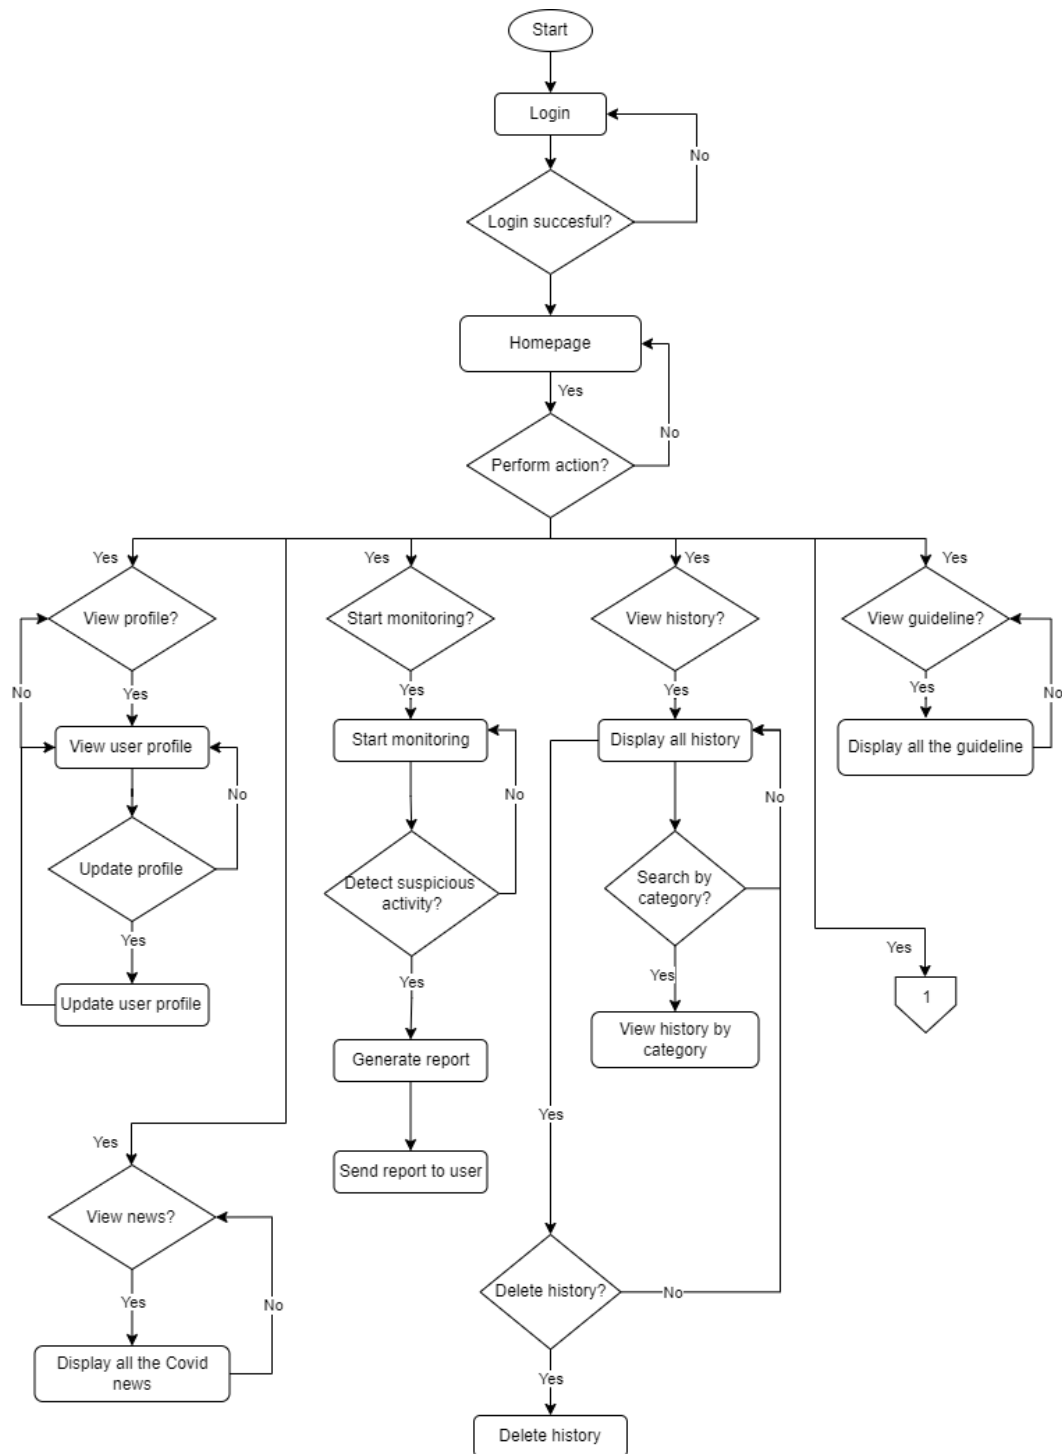 Start
Login
No
Login succesful?
Homepage
Yes
No
Perform action?
Yes
Yes
Yes
Yes
View profile?
Start monitoring?
View history?
View guideline?
No
Yes
Yes
Yes
Yes
No
View user profile
Start monitoring
Display all history
Display all the guideline
No
No
No
Update profile
Detect suspicious
activity?
Search by
category?
Yes
Yes
Yes
Yes
Update user profile
1
View history by
category
Generate report
Yes
Yes
Send report to user
View news?
Delete history?
No
Yes
No
Display all the Covid
news
Yes
Delete history